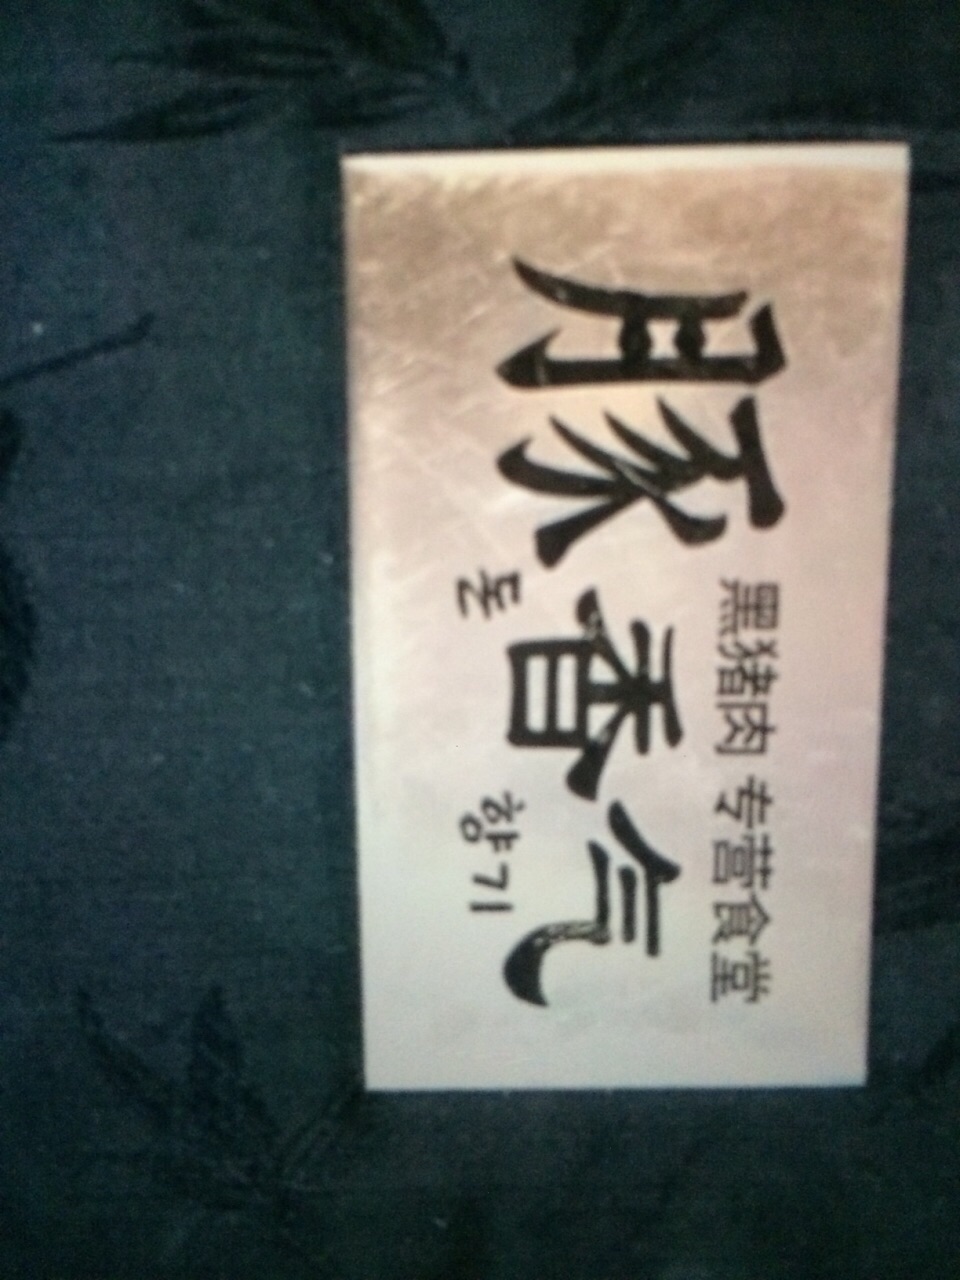 黑猪肉 专营食堂
豚香气
돈 향기